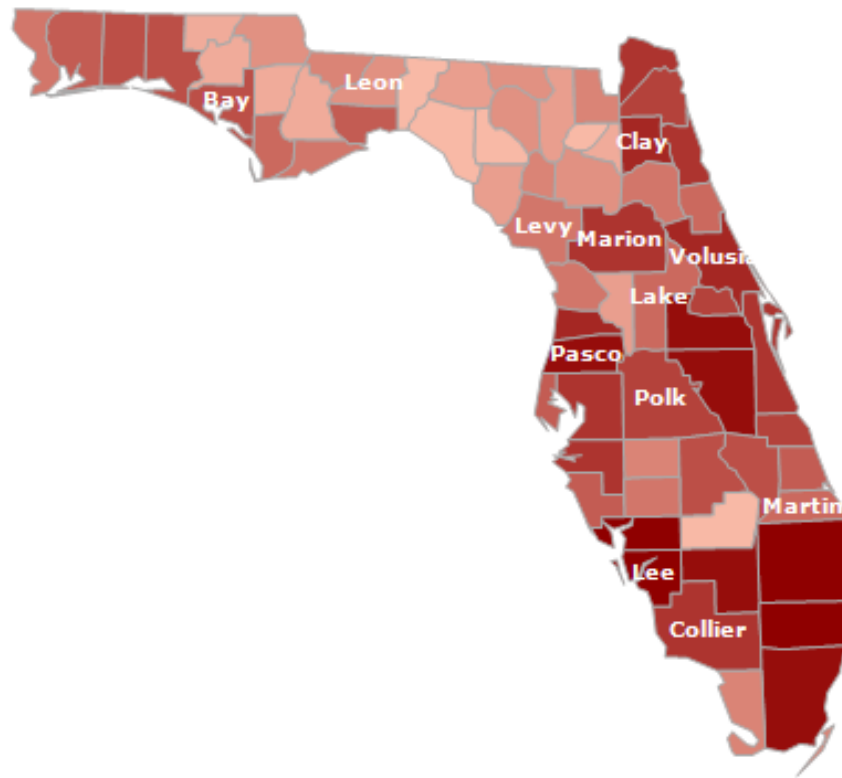 Leon
Bay
Clay
Levy
Marion
Volusia
Lake
Pasco
Polk
Martin
Lee
Collier